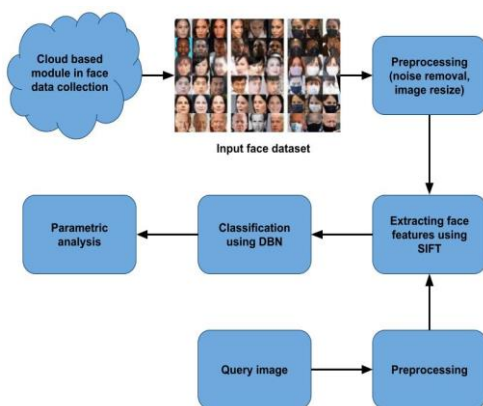 Cloud based
module in face
data collection
Input face dataset
Preprocessing
(noise removal,
image resize)
Parametric
analysis
Classification
using DBN
Extracting face
features using
SIFT
Query image
Preprocessing